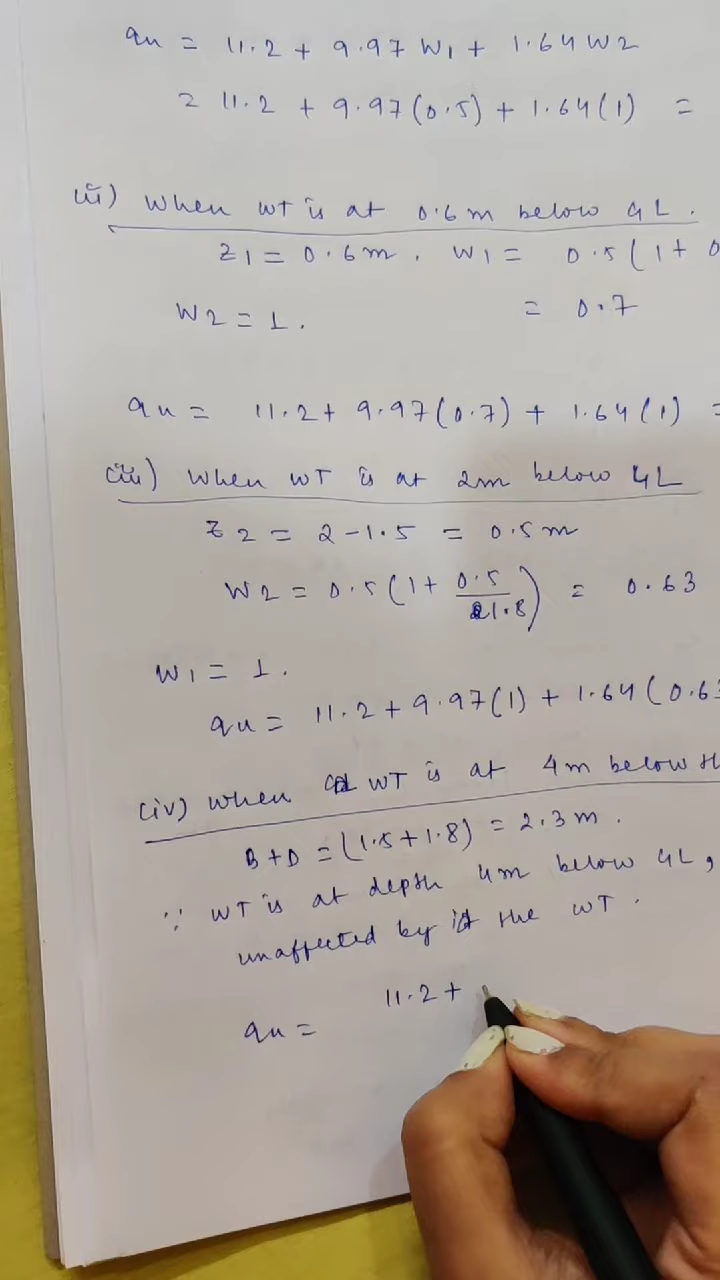 qu = 11.2 + 9.97 W1 + 1.64 W2
= 11.2 + 9.97 (0.5) + 1.64 (1) =
(ii) When WT is at 0.6 m below GL.
Z1 = 0.6 m. W1 = 0.5 (1 + 0
W2 = 1. = 0.7
qu = 11.2 + 9.97 (0.7) + 1.64 (1) =
(iii) When WT is at 2m below GL
Z2 = 2 - 1.5 = 0.5 m
W2 = 0.5 (1 + 0.5/1.8) = 0.63
W1 = 1.
qu = 11.2 + 9.97 (1) + 1.64 (0.63
(iv) When WT is at 4m below th
B + D = (1.5 + 1.8) = 2.3 m.
∵ WT is at depth 4m below GL,
unaffected by the WT.
qu = 11.2 +